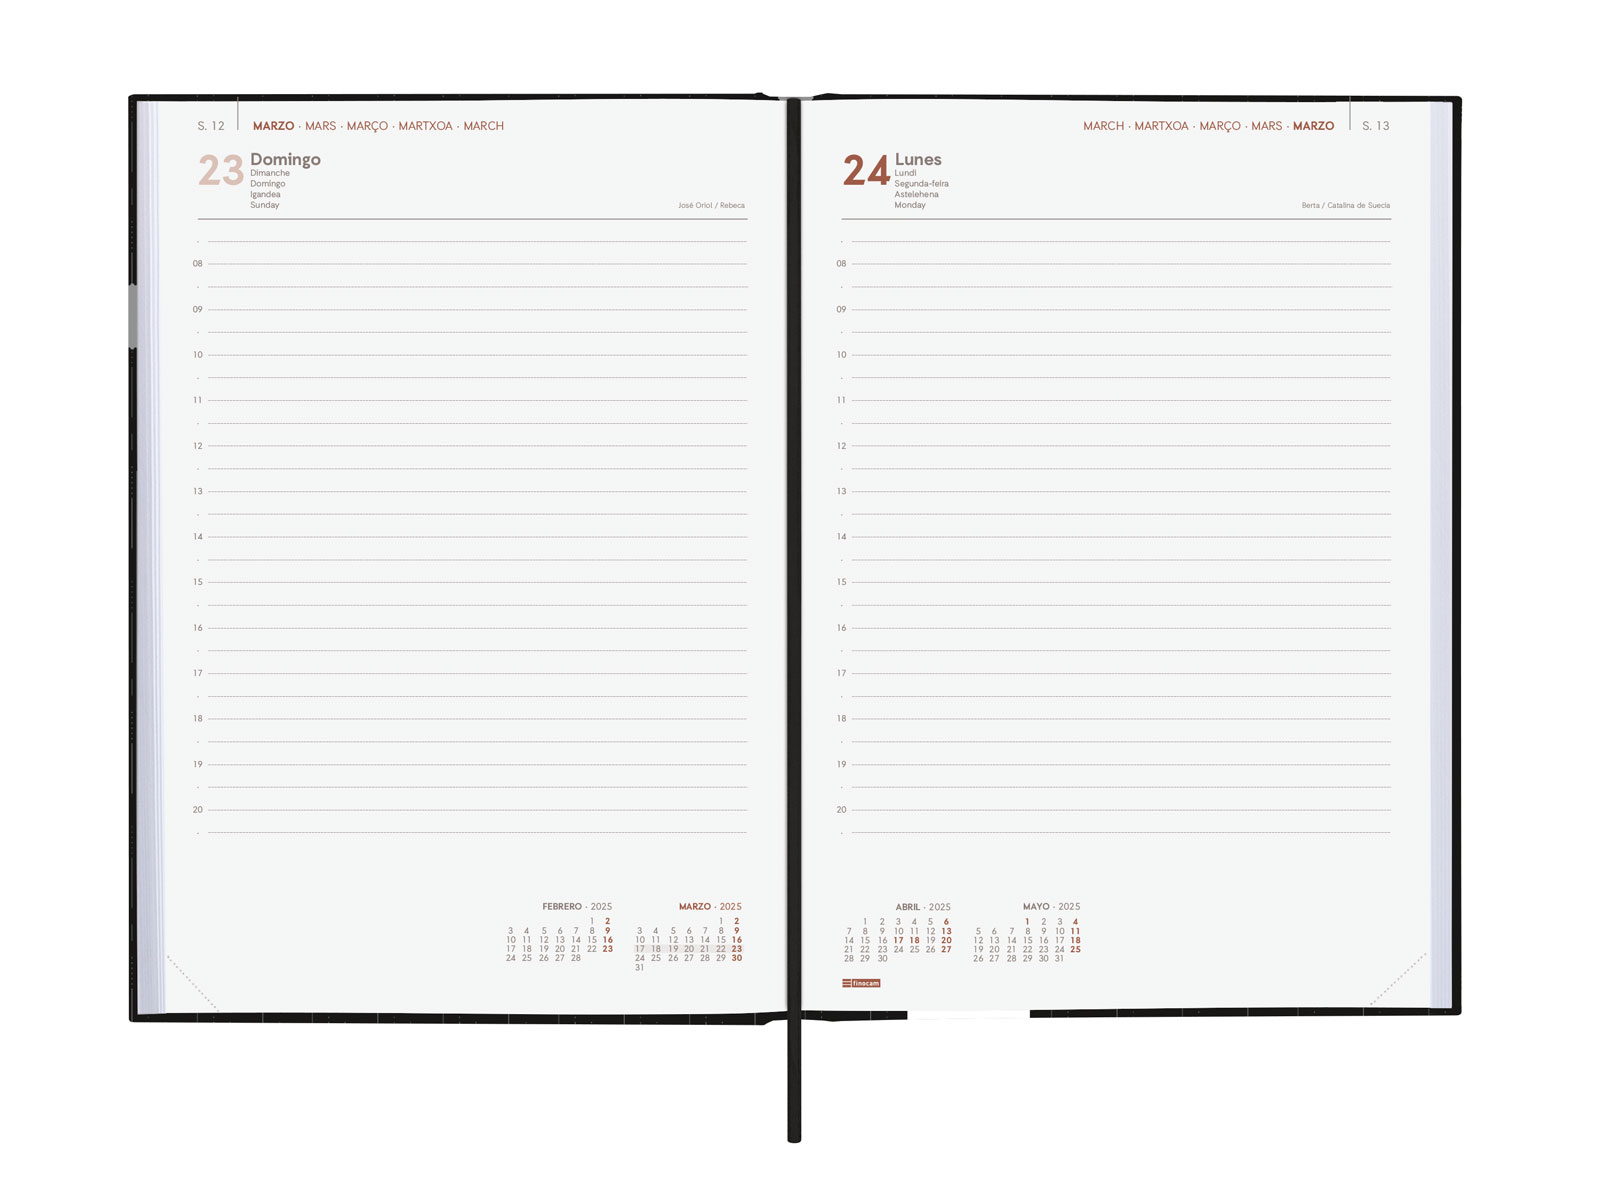 S. 12 MARZO · MARS · MARÇO · MARTXOA · MARCH
23 Domingo
Dimanche
Domingo
Igandea
Sunday
José Oriol / Rebeca
08
09
10
11
12
13
14
15
16
17
18
19
20
FEBRERO · 2025
1 2
3 4 5 6 7 8 9
10 11 12 13 14 15 16
17 18 19 20 21 22 23
24 25 26 27 28
MARZO · 2025
1 2
3 4 5 6 7 8 9
10 11 12 13 14 15 16
17 18 19 20 21 22 23
24 25 26 27 28 29 30
31
MARCH · MARTXOA · MARÇO · MARS · MARZO S. 13
24 Lunes
Lundi
Segunda-feira
Astelehena
Monday
Berta / Catalina de Suecia
08
09
10
11
12
13
14
15
16
17
18
19
20
ABRIL · 2025
1 2 3 4 5 6
7 8 9 10 11 12 13
14 15 16 17 18 19 20
21 22 23 24 25 26 27
28 29 30
MAYO · 2025
1 2 3 4
5 6 7 8 9 10 11
12 13 14 15 16 17 18
19 20 21 22 23 24 25
26 27 28 29 30 31
finocam